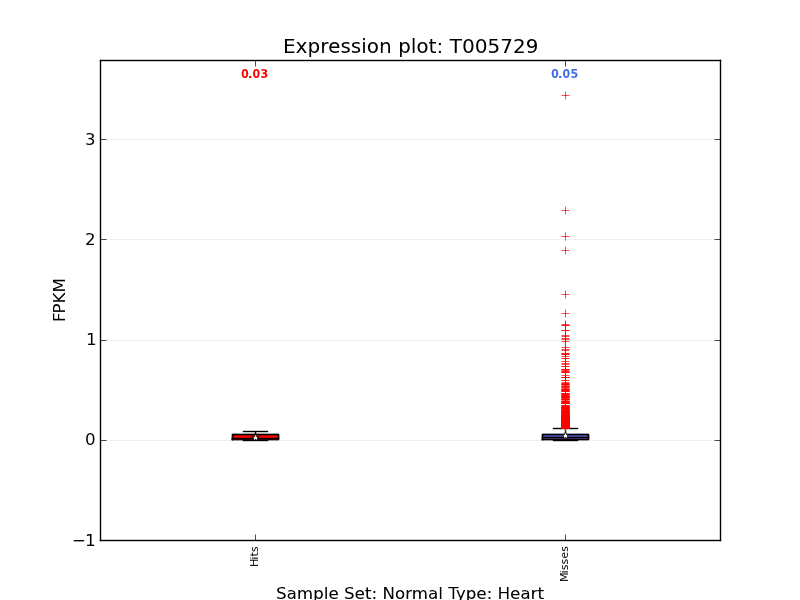 Expression plot: T005729
0.03
0.05
3
2
1
0
−1
FPKM
Hits
Misses
Sample Set: Normal Type: Heart